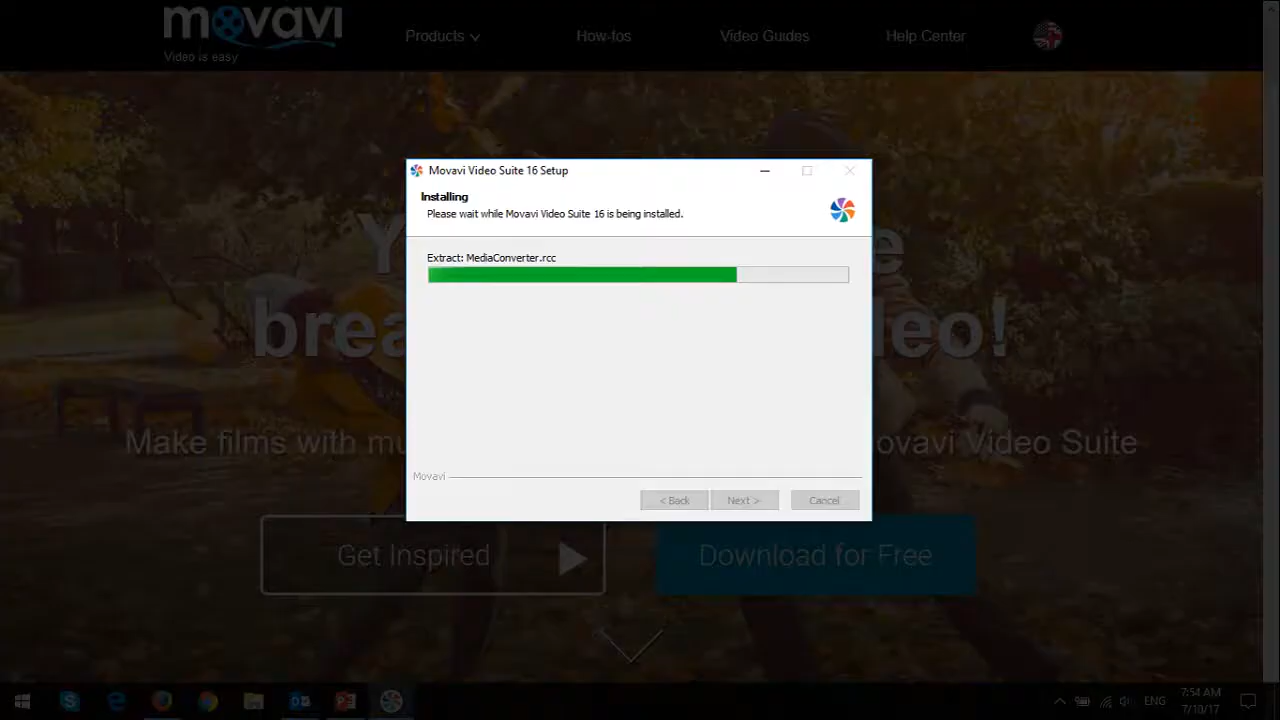 movavi
Video is easy
Products
How-tos
Video Guides
Help Center
Movavi Video Suite 16 Setup
Installing
Please wait while Movavi Video Suite 16 is being installed.
Extract: MediaConverter.rcc
Make films with mu
ovavi Video Suite
Movavi
< Back
Next >
Cancel
Get Inspired
Download for Free
ENG
7:54 AM
7/10/17